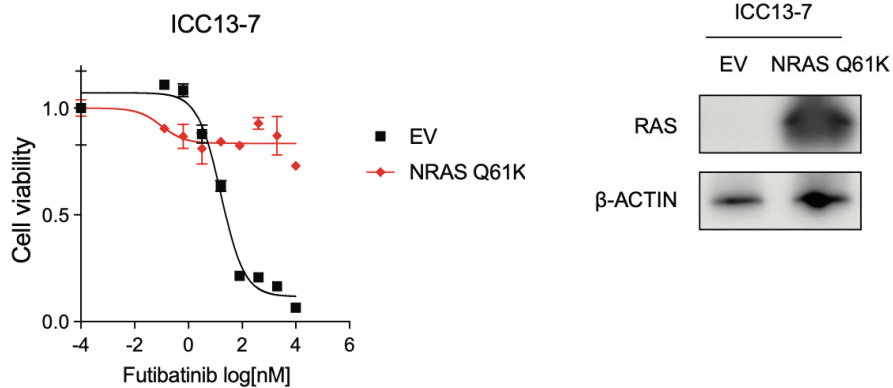 ICC13-7
Cell viability
1.0
0.5
0.0
-4
-2
0
2
4
6
Futibatinib log[nM]
EV
NRAS Q61K
ICC13-7
EV NRAS Q61K
RAS
β-ACTIN